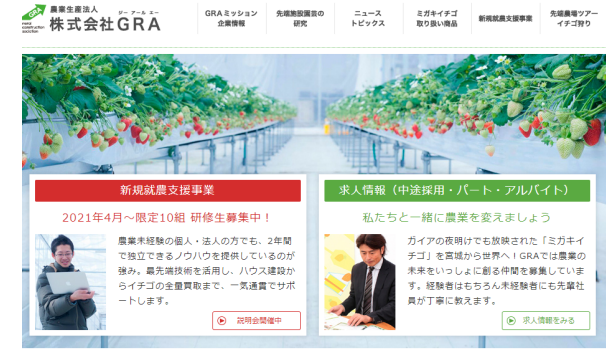 農業生産法人 ジー アール エー
株式会社GRA
GRAミッション
企業情報
先端施設園芸の
研究
ニュース
トピックス
ミガキイチゴ
取り扱い商品
新規就農支援事業
先端農場ツアー
イチゴ狩り
新規就農支援事業
2021年4月～限定10組 研修生募集中！
農業未経験の個人・法人の方でも、2年間
で独立できるノウハウを提供しているのが
強み。最先端技術を活用し、ハウス建設か
らイチゴの全量買取まで、一気通貫でサポ
ートします。
説明会開催中
求人情報（中途採用・パート・アルバイト）
私たちと一緒に農業を変えましょう
ガイアの夜明けでも放映された「ミガキイ
チゴ」を宮城から世界へ！GRAでは農業の
未来をいっしょに創る仲間を募集していま
す。経験者はもちろん未経験者にも先輩社
員が丁寧に教えます。
求人情報をみる